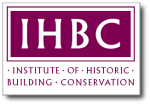 IHBC
· INSTITUTE · OF · HISTORIC ·
BUILDING · CONSERVATION